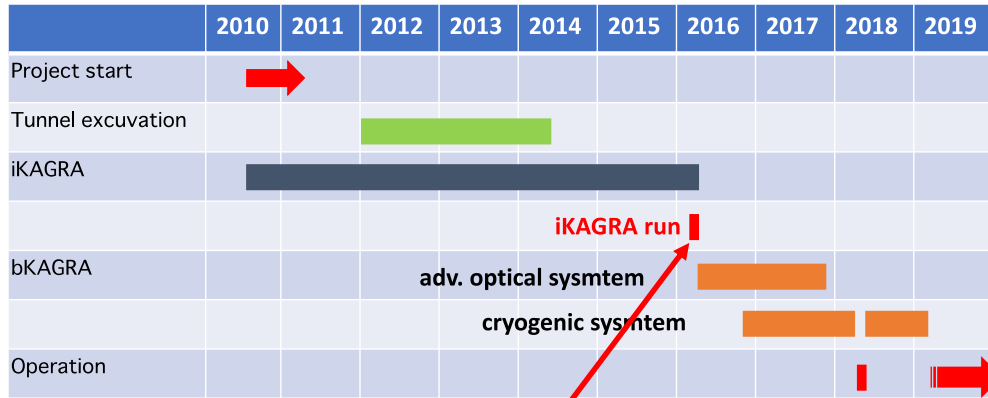 2010 2011 2012 2013 2014 2015 2016 2017 2018 2019
Project start
Tunnel excuvation
iKAGRA
iKAGRA run
bKAGRA
adv. optical sysmtem
cryogenic sysmtem
Operation